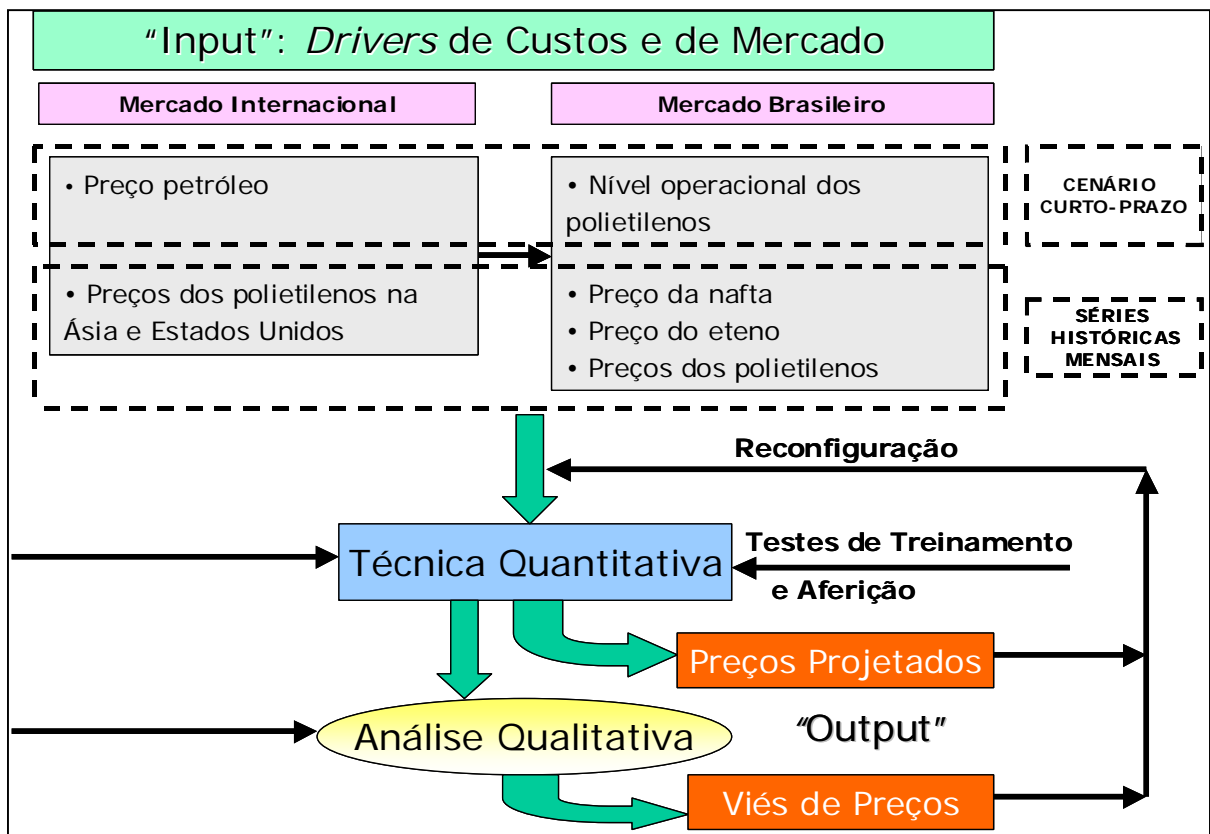 “Input”: Drivers de Custos e de Mercado
Mercado Internacional
Mercado Brasileiro
• Preço petróleo
• Preços dos polietilenos na
Ásia e Estados Unidos
• Nível operacional dos
polietilenos
• Preço da nafta
• Preço do eteno
• Preços dos polietilenos
CENÁRIO
CURTO-PRAZO
SÉRIES
HISTÓRICAS
MENSAIS
Reconfiguração
Técnica Quantitativa
Testes de Treinamento
e Aferição
Preços Projetados
Análise Qualitativa
“Output”
Viés de Preços